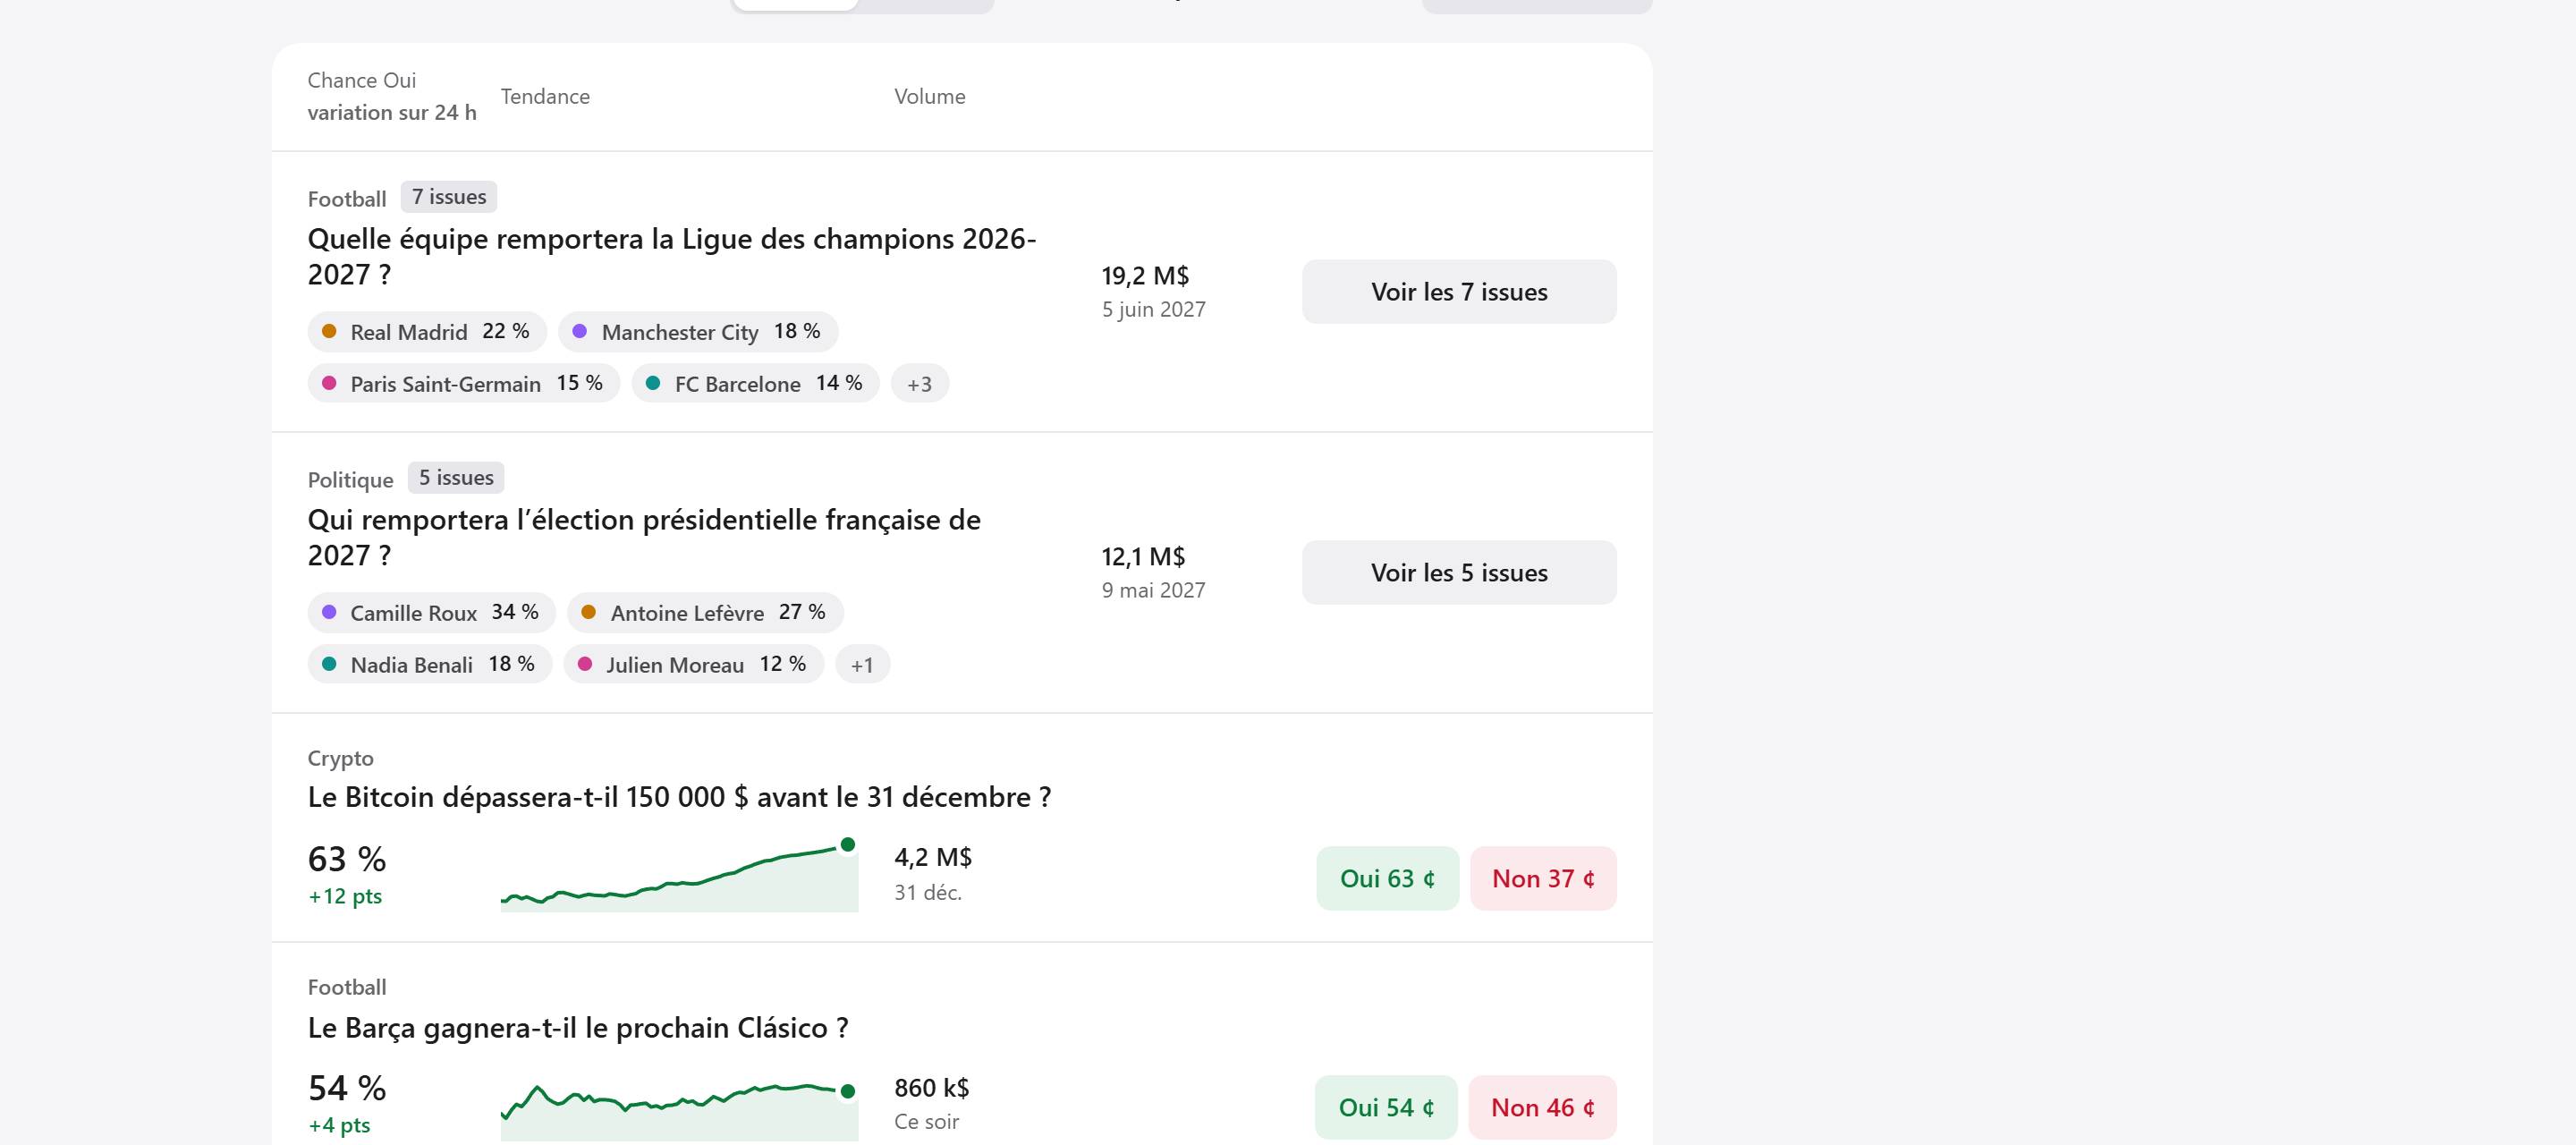 Chance Oui
variation sur 24 h
Tendance
Volume
Football
7 issues
Quelle équipe remportera la Ligue des champions 2026-
2027 ?
Real Madrid 22 %
Manchester City 18 %
Paris Saint-Germain 15 %
FC Barcelone 14 %
+3
19,2 M$
5 juin 2027
Voir les 7 issues
Politique
5 issues
Qui remportera l’élection présidentielle française de
2027 ?
Camille Roux 34 %
Antoine Lefèvre 27 %
Nadia Benali 18 %
Julien Moreau 12 %
+1
12,1 M$
9 mai 2027
Voir les 5 issues
Crypto
Le Bitcoin dépassera-t-il 150 000 $ avant le 31 décembre ?
63 %
+12 pts
4,2 M$
31 déc.
Oui 63 ¢
Non 37 ¢
Football
Le Barça gagnera-t-il le prochain Clásico ?
54 %
+4 pts
860 k$
Ce soir
Oui 54 ¢
Non 46 ¢